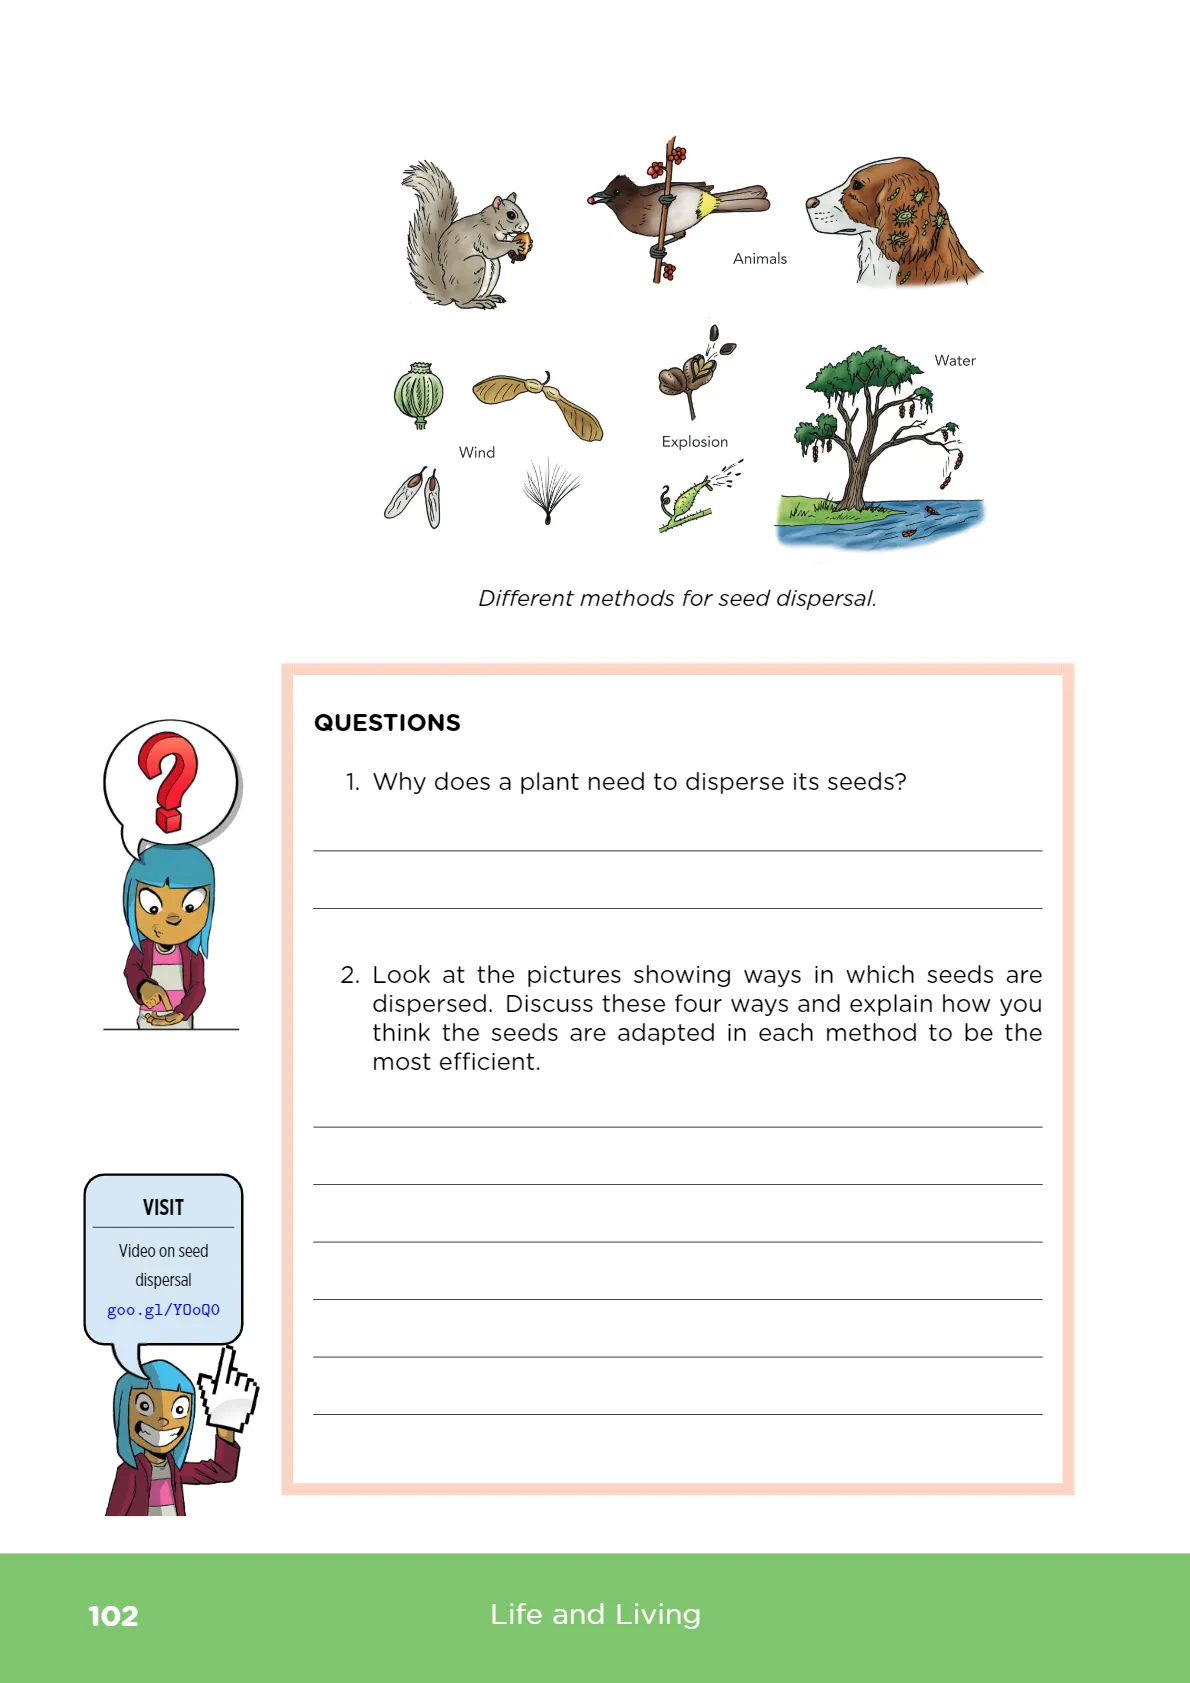 Animals
Water
Explosion
Wind
Different methods for seed dispersal.
QUESTIONS
1. Why does a plant need to disperse its seeds?
2. Look at the pictures showing ways in which seeds are
dispersed. Discuss these four ways and explain how you
think the seeds are adapted in each method to be the
most efficient.
VISIT
Video on seed
dispersal
goo.gl/YOoQO
102
Life and Living